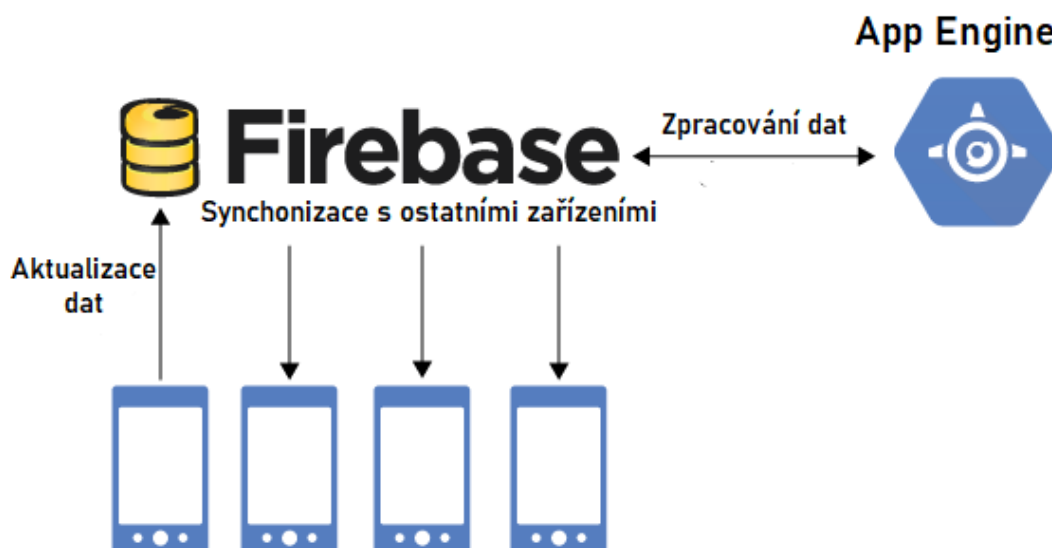 App Engine
Firebase
Zpracování dat
Synchonizace s ostatními zařízeními
Aktualizace
dat